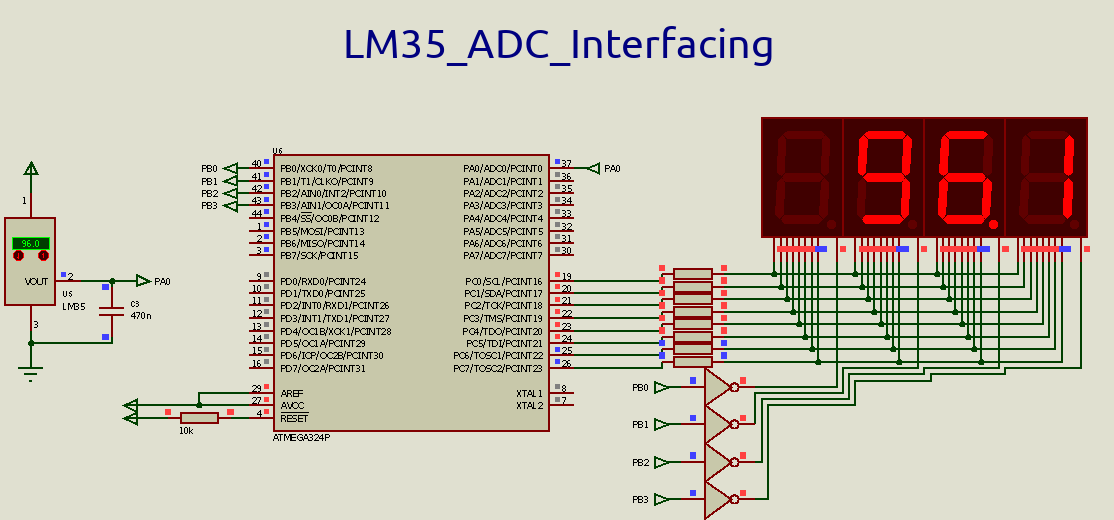 LM35_ADC_Interfacing
U6
PB0 40 PB0/XCK0/T0/PCINT8 PA0/ADC0/PCINT0 37 PA0
PB1 41 PB1/T1/CLKO/PCINT9 PA1/ADC1/PCINT1 36
PB2 42 PB2/AIN0/INT2/PCINT10 PA2/ADC2/PCINT2 35
PB3 43 PB3/AIN1/OC0A/PCINT11 PA3/ADC3/PCINT3 34
44 PB4/SS/OC0B/PCINT12 PA4/ADC4/PCINT4 33
1 PB5/MOSI/PCINT13 PA5/ADC5/PCINT5 32
2 PB6/MISO/PCINT14 PA6/ADC6/PCINT6 31
3 PB7/SCK/PCINT15 PA7/ADC7/PCINT7 30
9 PD0/RXD0/PCINT24 PC0/SCL/PCINT16 19
10 PD1/TXD0/PCINT25 PC1/SDA/PCINT17 20
11 PD2/INT0/RXD1/PCINT26 PC2/TCK/PCINT18 21
12 PD3/INT1/TXD1/PCINT27 PC3/TMS/PCINT19 22
13 PD4/OC1B/XCK1/PCINT28 PC4/TDO/PCINT20 23
14 PD5/OC1A/PCINT29 PC5/TDI/PCINT21 24
15 PD6/ICP/OC2B/PCINT30 PC6/TOSC1/PCINT22 25
16 PD7/OC2A/PCINT31 PC7/TOSC2/PCINT23 26
29 AREF XTAL1 8
27 AVCC XTAL2 7
4 RESET
10k
ATMEGA324P
1
96.0
VOUT 2 PA0
U5
LM35
C3
470n
3
96.1
PB0
PB1
PB2
PB3